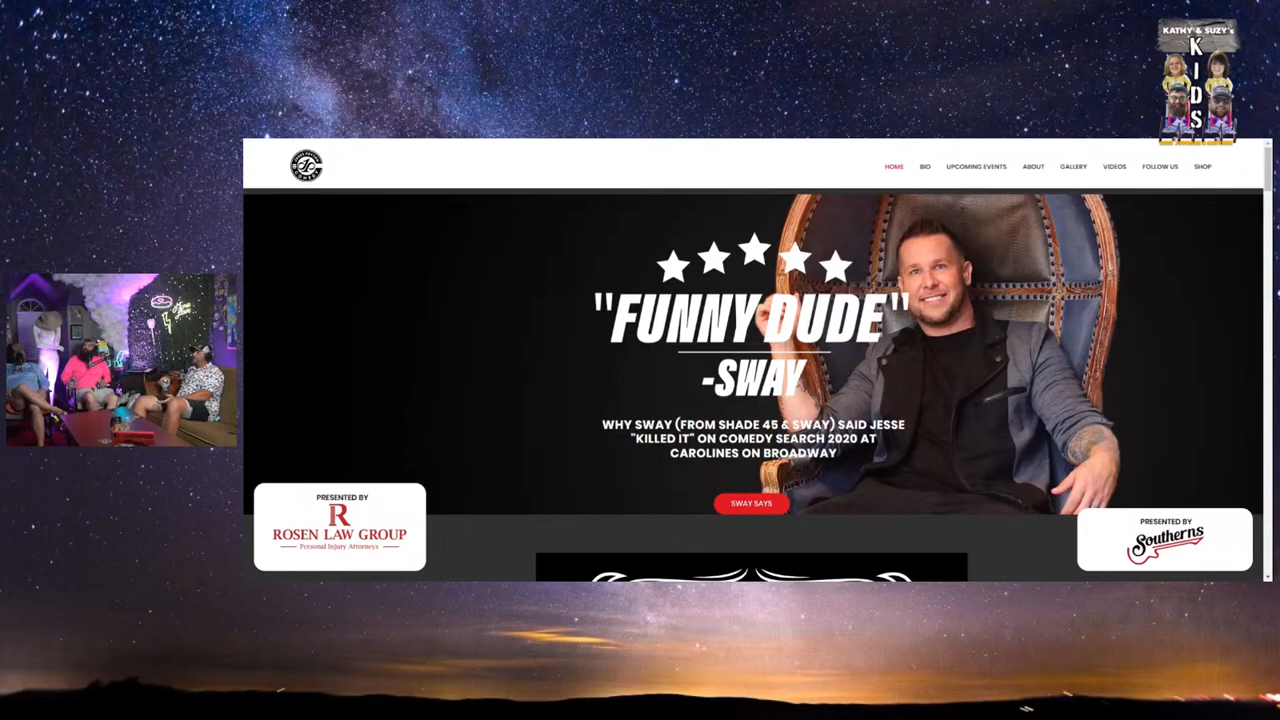 KATHY & SUZY's
KIDS
HOME BIO UPCOMING EVENTS ABOUT GALLERY VIDEOS FOLLOW US SHOP
"FUNNY DUDE"
-SWAY
WHY SWAY (FROM SHADE 45 & SWAY) SAID JESSE
"KILLED IT" ON COMEDY SEARCH 2020 AT
CAROLINES ON BROADWAY
SWAY SAYS
PRESENTED BY
R
ROSEN LAW GROUP
Personal Injury Attorneys
PRESENTED BY
Southerns